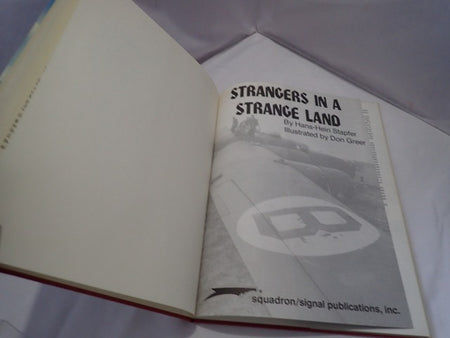 STRANGERS IN A
STRANGE LAND
By Hans-Heiri Stapfer
Illustrated by Don Greer
squadron/signal publications, inc.